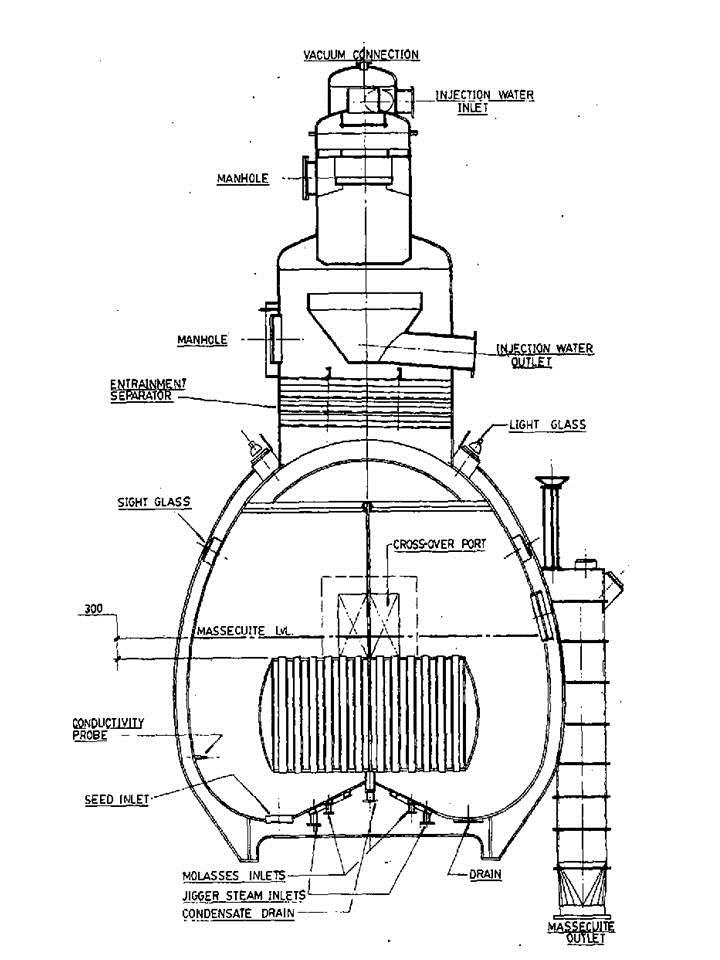 VACUUM CONNECTION
INJECTION WATER
INLET
MANHOLE
MANHOLE
INJECTION WATER
OUTLET
ENTRAINMENT
SEPARATOR
LIGHT GLASS
SIGHT GLASS
CROSS-OVER PORT
300
MASSECUITE LVL.
CONDUCTIVITY
PROBE
SEED INLET
MOLASSES INLETS
DRAIN
JIGGER STEAM INLETS
CONDENSATE DRAIN
MASSECUITE
OUTLET